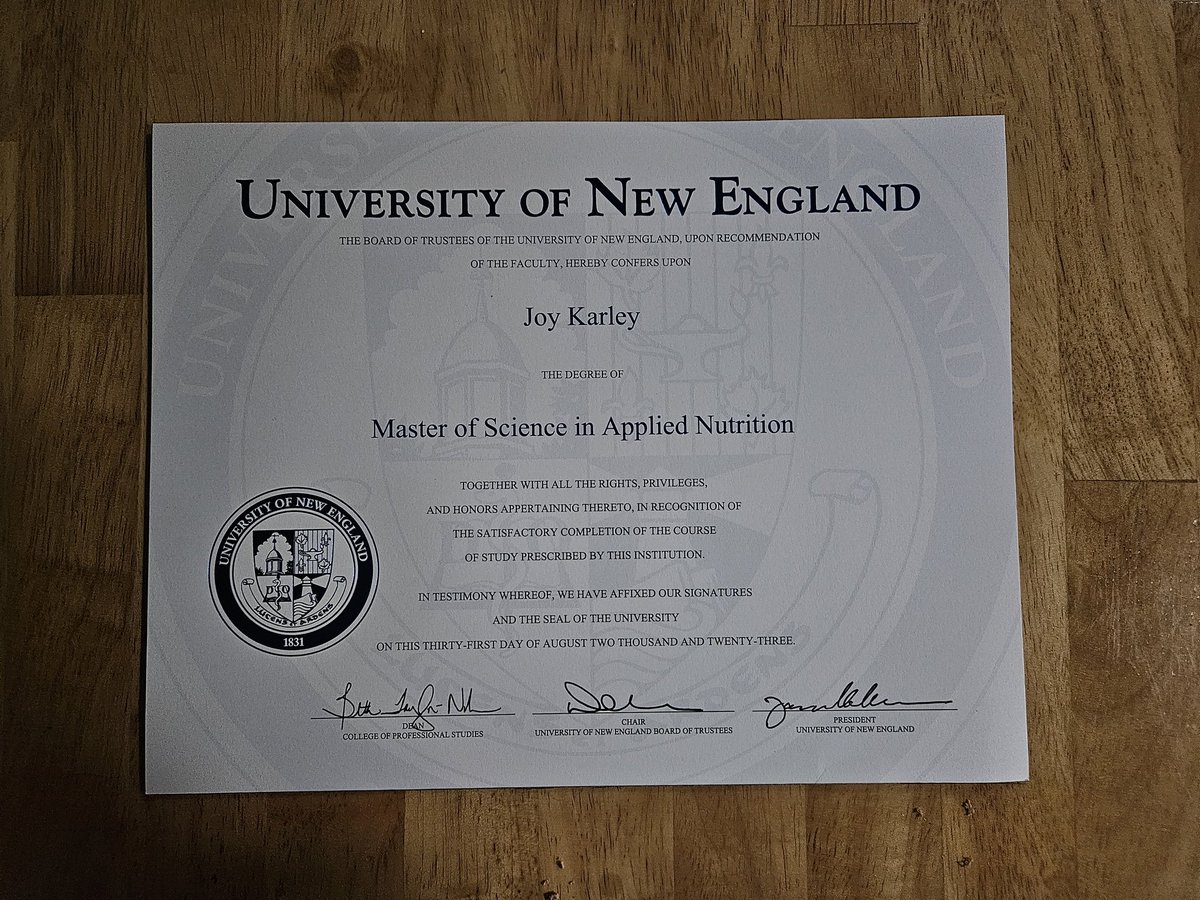 UNIVERSITY OF NEW ENGLAND
THE BOARD OF TRUSTEES OF THE UNIVERSITY OF NEW ENGLAND, UPON RECOMMENDATION
OF THE FACULTY, HEREBY CONFERS UPON
Joy Karley
THE DEGREE OF
Master of Science in Applied Nutrition
TOGETHER WITH ALL THE RIGHTS, PRIVILEGES,
AND HONORS APPERTAINING THERETO, IN RECOGNITION OF
THE SATISFACTORY COMPLETION OF THE COURSE
OF STUDY PRESCRIBED BY THIS INSTITUTION.
IN TESTIMONY WHEREOF, WE HAVE AFFIXED OUR SIGNATURES
AND THE SEAL OF THE UNIVERSITY
ON THIS THIRTY-FIRST DAY OF AUGUST TWO THOUSAND AND TWENTY-THREE.
UNIVERSITY OF NEW ENGLAND
1831
DEAN
COLLEGE OF PROFESSIONAL STUDIES
CHAIR
UNIVERSITY OF NEW ENGLAND BOARD OF TRUSTEES
PRESIDENT
UNIVERSITY OF NEW ENGLAND